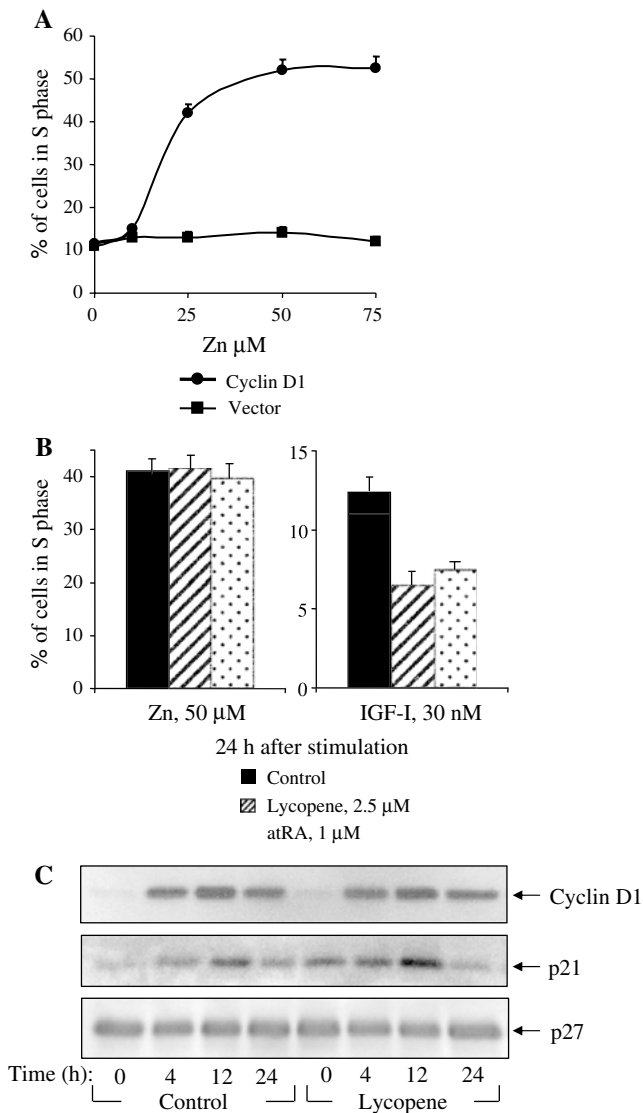 A
60
50
40
30
20
10
0
% of cells in S phase
0 25 50 75
Zn μM
Cyclin D1
Vector
B
40
40
20
10
0
% of cells in S phase
15
10
5
0
Zn, 50 μM
IGF-I, 30 nM
24 h after stimulation
Control
Lycopene, 2.5 μM
atRA, 1 μM
C
Cyclin D1
p21
p27
Time (h): 0 4 12 24 0 4 12 24
Control Lycopene